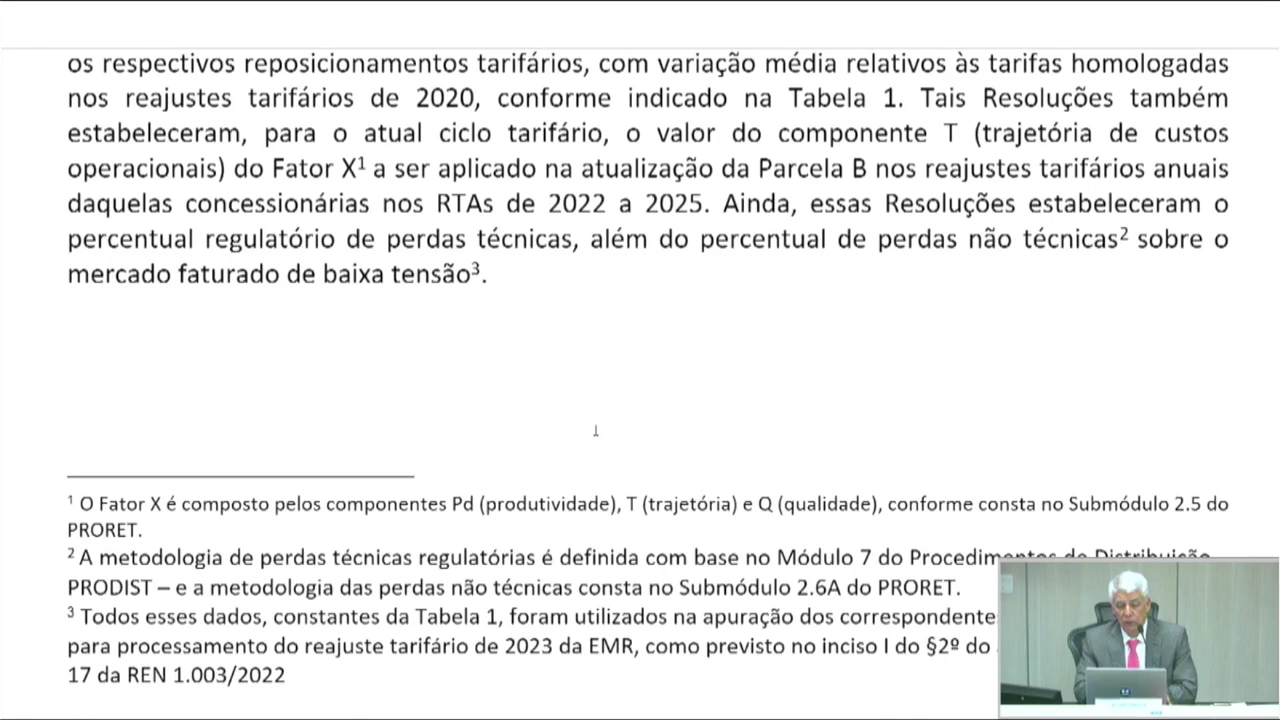 os respectivos reposicionamentos tarifários, com variação média relativos às tarifas homologadas
nos reajustes tarifários de 2020, conforme indicado na Tabela 1. Tais Resoluções também
estabeleceram, para o atual ciclo tarifário, o valor do componente T (trajetória de custos
operacionais) do Fator X¹ a ser aplicado na atualização da Parcela B nos reajustes tarifários anuais
daquelas concessionárias nos RTAs de 2022 a 2025. Ainda, essas Resoluções estabeleceram o
percentual regulatório de perdas técnicas, além do percentual de perdas não técnicas² sobre o
mercado faturado de baixa tensão³.
¹ O Fator X é composto pelos componentes Pd (produtividade), T (trajetória) e Q (qualidade), conforme consta no Submódulo 2.5 do
PRORET.
² A metodologia de perdas técnicas regulatórias é definida com base no Módulo 7 do Procedimentos de Distribuição
PRODIST – e a metodologia das perdas não técnicas consta no Submódulo 2.6A do PRORET.
³ Todos esses dados, constantes da Tabela 1, foram utilizados na apuração dos correspondente
para processamento do reajuste tarifário de 2023 da EMR, como previsto no inciso I do §2º do
17 da REN 1.003/2022